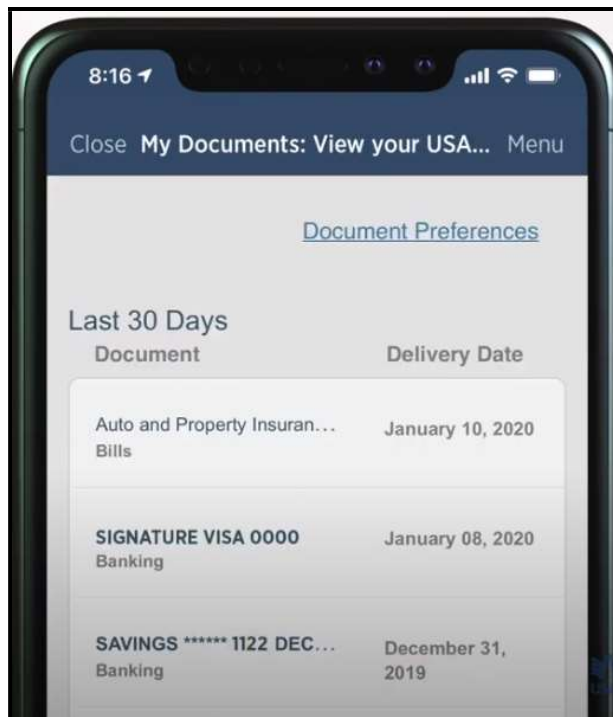 8:16
Close My Documents: View your USA... Menu
Document Preferences
Last 30 Days
Document Delivery Date
Auto and Property Insuran... January 10, 2020
Bills
SIGNATURE VISA 0000 January 08, 2020
Banking
SAVINGS ****** 1122 DEC... December 31,
Banking 2019